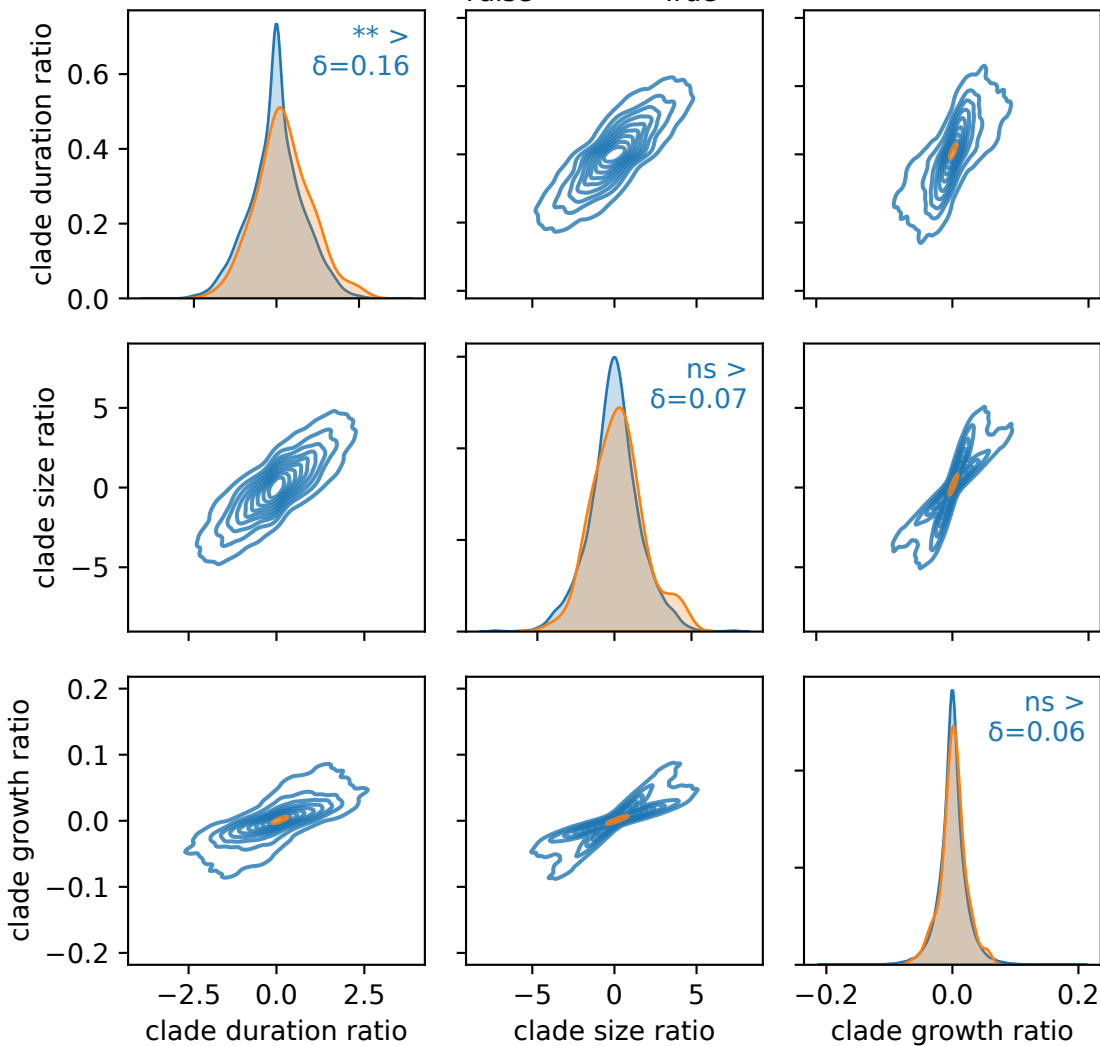 clade duration ratio
0.6
0.4
0.2
0.0
** >
δ=0.16
clade size ratio
5
0
−5
ns >
δ=0.07
clade growth ratio
0.2
0.1
0.0
−0.1
−0.2
ns >
δ=0.06
−2.5 0.0 2.5
−5 0 5
−0.2 0.0 0.2
clade duration ratio
clade size ratio
clade growth ratio